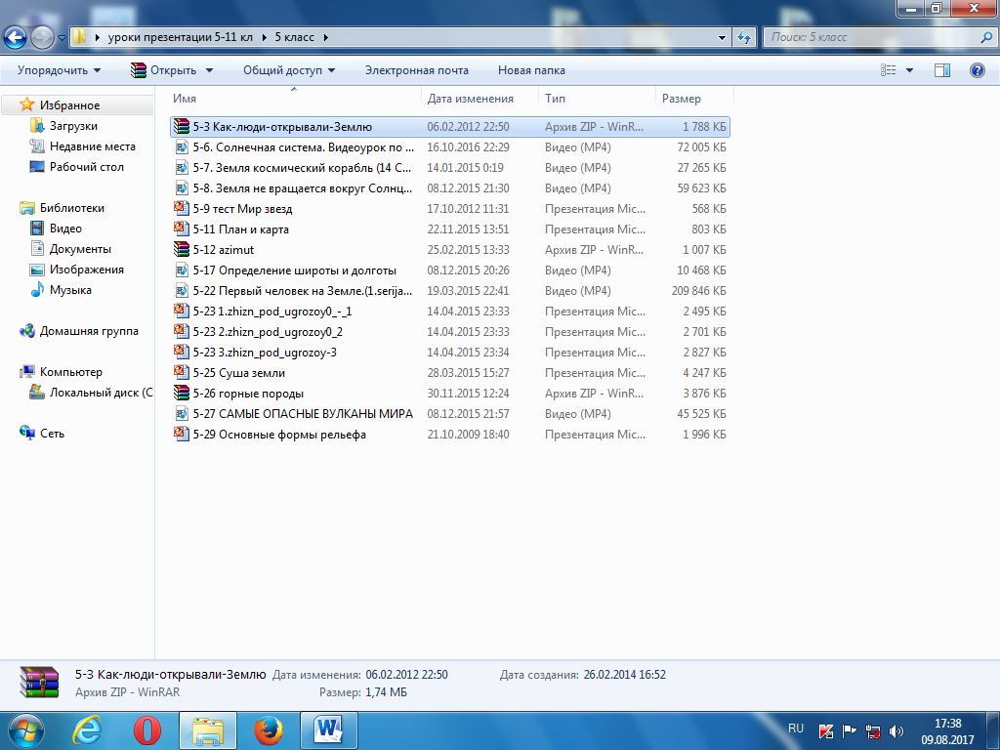 уроки презентации 5-11 кл 5 класс
Поиск: 5 класс
Упорядочить Открыть Общий доступ Электронная почта Новая папка
Избранное
Загрузки
Недавние места
Рабочий стол
Библиотеки
Видео
Документы
Изображения
Музыка
Домашняя группа
Компьютер
Локальный диск (C
Сеть
Имя Дата изменения Тип Размер
5-3 Как-люди-открывали-Землю 06.02.2012 22:50 Архив ZIP - WinR... 1 788 КБ
5-6. Солнечная система. Видеоурок по ... 16.10.2016 22:29 Видео (MP4) 72 005 КБ
5-7. Земля космический корабль (14 С... 14.01.2015 0:19 Видео (MP4) 27 265 КБ
5-8. Земля не вращается вокруг Солнц... 08.12.2015 21:30 Видео (MP4) 59 623 КБ
5-9 тест Мир звезд 17.10.2012 11:31 Презентация Mic... 568 КБ
5-11 План и карта 22.11.2015 13:51 Презентация Mic... 803 КБ
5-12 azimut 25.02.2015 13:33 Архив ZIP - WinR... 1 007 КБ
5-17 Определение широты и долготы 08.12.2015 20:26 Видео (MP4) 10 468 КБ
5-22 Первый человек на Земле.(1.serija... 19.03.2015 22:41 Видео (MP4) 209 846 КБ
5-23 1.zhizn_pod_ugrozoy0_-_1 14.04.2015 23:33 Презентация Mic... 2 495 КБ
5-23 2.zhizn_pod_ugrozoy0_2 14.04.2015 23:33 Презентация Mic... 2 701 КБ
5-23 3.zhizn_pod_ugrozoy-3 14.04.2015 23:34 Презентация Mic... 2 827 КБ
5-25 Суша земли 28.03.2015 15:27 Презентация Mic... 4 247 КБ
5-26 горные породы 30.11.2015 12:24 Архив ZIP - WinR... 3 876 КБ
5-27 САМЫЕ ОПАСНЫЕ ВУЛКАНЫ МИРА 08.12.2015 21:57 Видео (MP4) 45 525 КБ
5-29 Основные формы рельефа 21.10.2009 18:40 Презентация Mic... 1 996 КБ
5-3 Как-люди-открывали-Землю Дата изменения: 06.02.2012 22:50 Дата создания: 26.02.2014 16:52
Архив ZIP - WinRAR Размер: 1,74 МБ
RU
17:38
09.08.2017